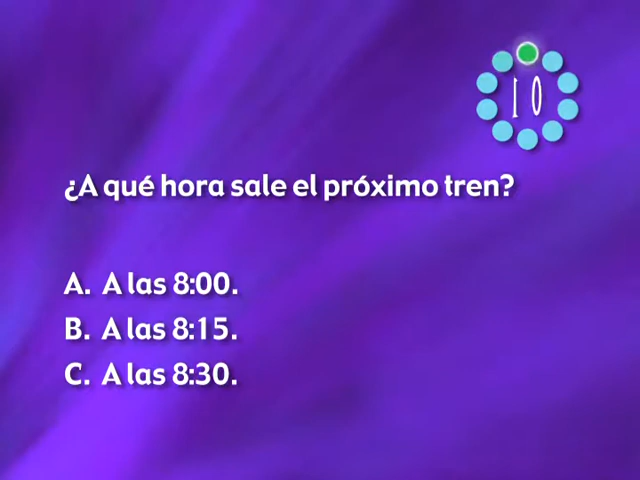 10
¿A qué hora sale el próximo tren?
A. A las 8:00.
B. A las 8:15.
C. A las 8:30.